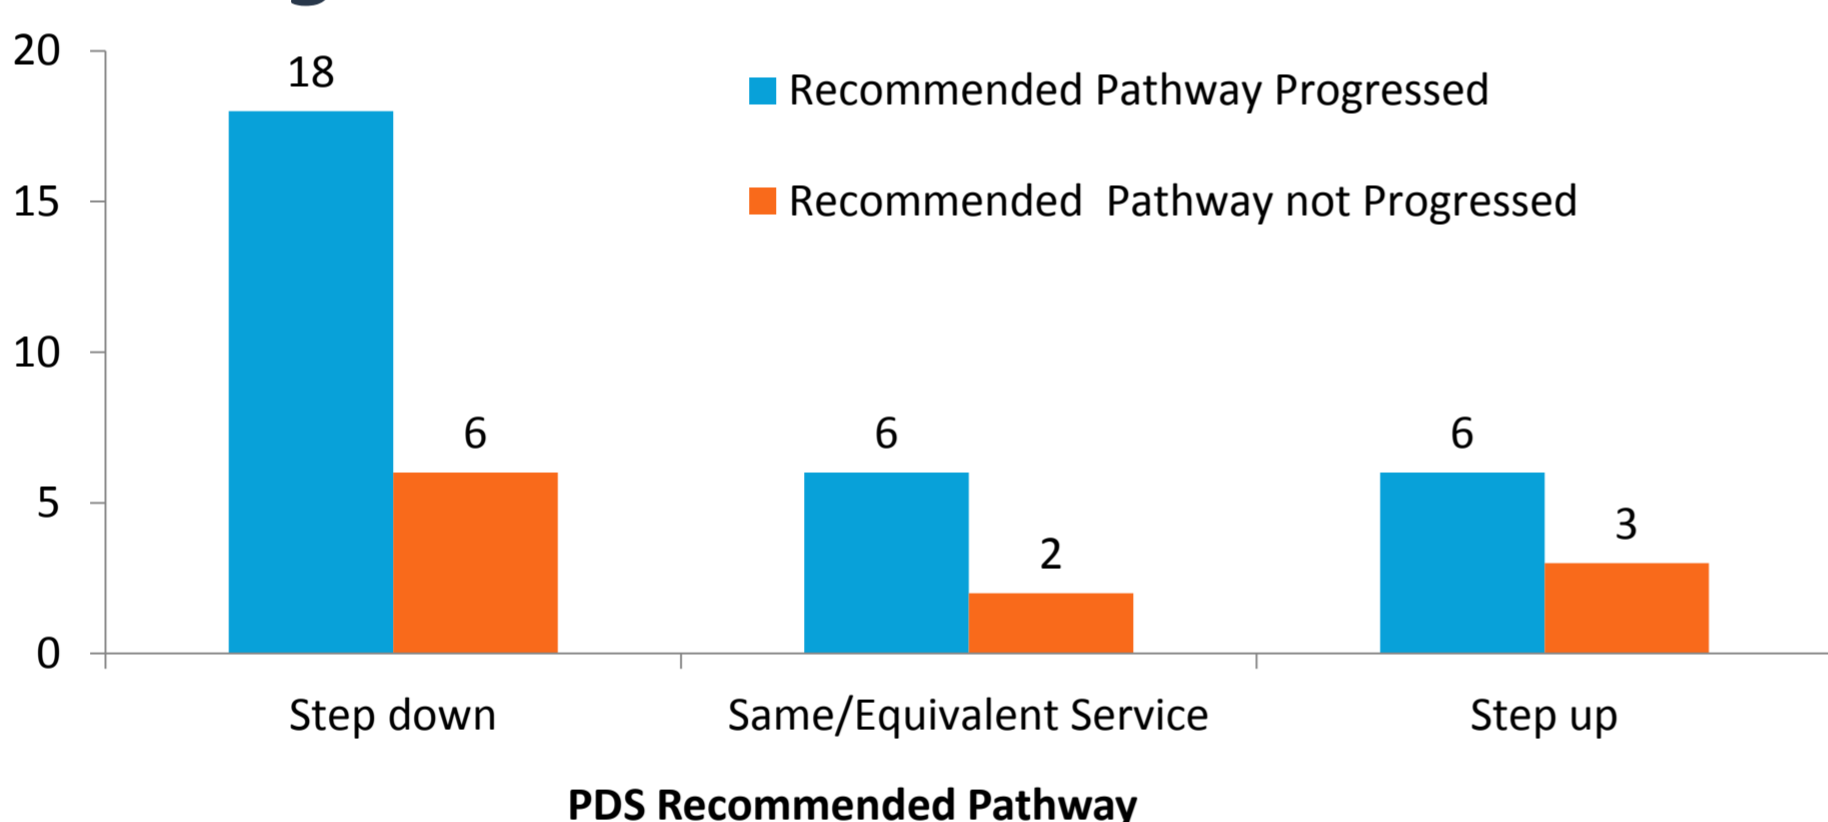 20
18
Recommended Pathway Progressed
15
Recommended  Pathway not Progressed
10
6
6
6
5
3
2
0
Step down
Same/Equivalent Service
Step up
PDS Recommended Pathway